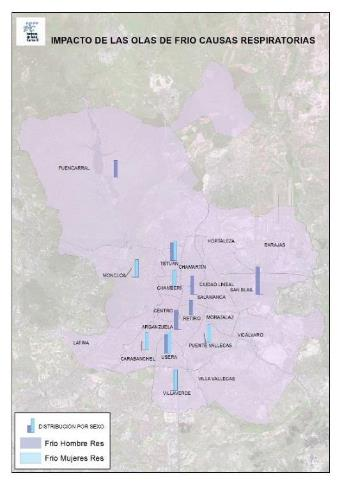 IMPACTO DE LAS OLAS DE FRIO CAUSAS RESPIRATORIAS
FUENCARRAL
HORTALEZA
BARAJAS
TETUAN
CHAMARTÍN
MONCLOA
CIUDAD LINEAL
CHAMBERI
SAN BLAS
SALAMANCA
CENTRO
RETIRO
MORATALAZ
ARGANZUELA
VICALVARO
LATINA
PUENTE VALLECAS
CARABANCHEL
USERA
VILLA VALLECAS
VILLAVERDE
DISTRIBUCIÓN POR SEXO
Frio Hombre Res
Frio Mujeres Res